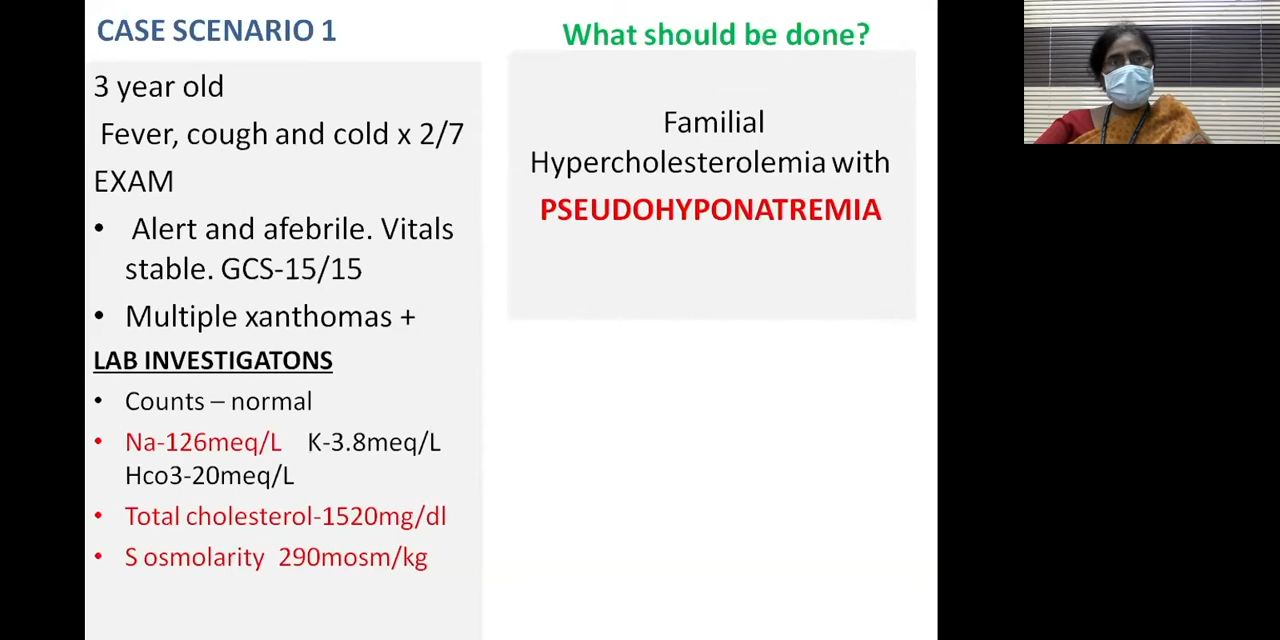 CASE SCENARIO 1
3 year old
Fever, cough and cold x 2/7
EXAM
• Alert and afebrile. Vitals
stable. GCS-15/15
• Multiple xanthomas +
LAB INVESTIGATONS
• Counts – normal
• Na-126meq/L K-3.8meq/L
Hco3-20meq/L
• Total cholesterol-1520mg/dl
• S osmolarity 290mosm/kg
What should be done?
Familial
Hypercholesterolemia with
PSEUDOHYPONATREMIA